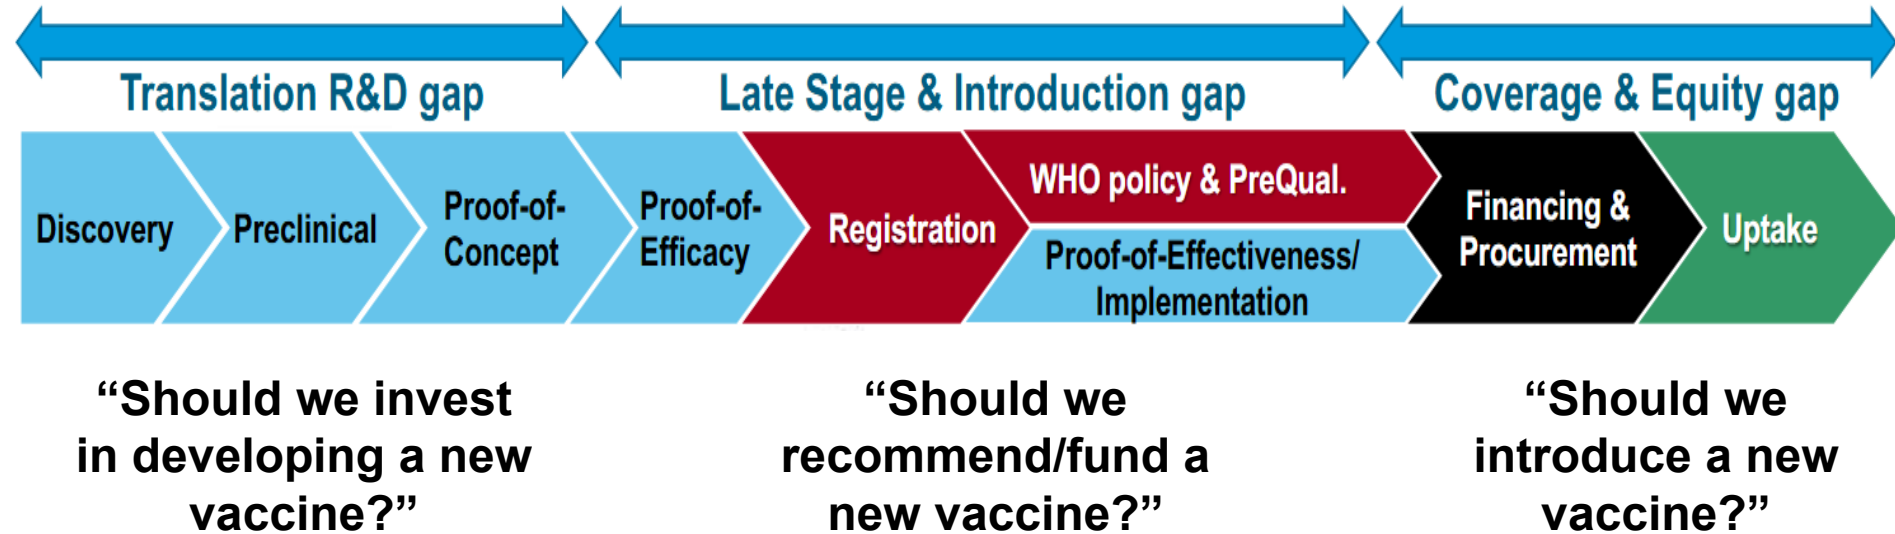 Translation R&D gap
Late Stage & Introduction gap
Coverage & Equity gap
Discovery
Preclinical
Proof-of-
Concept
Proof-of-
Efficacy
Registration
WHO policy & PreQual.
Proof-of-Effectiveness/
Implementation
Financing &
Procurement
Uptake
“Should we invest
in developing a new
vaccine?”
“Should we
recommend/fund a
new vaccine?”
“Should we
introduce a new
vaccine?”